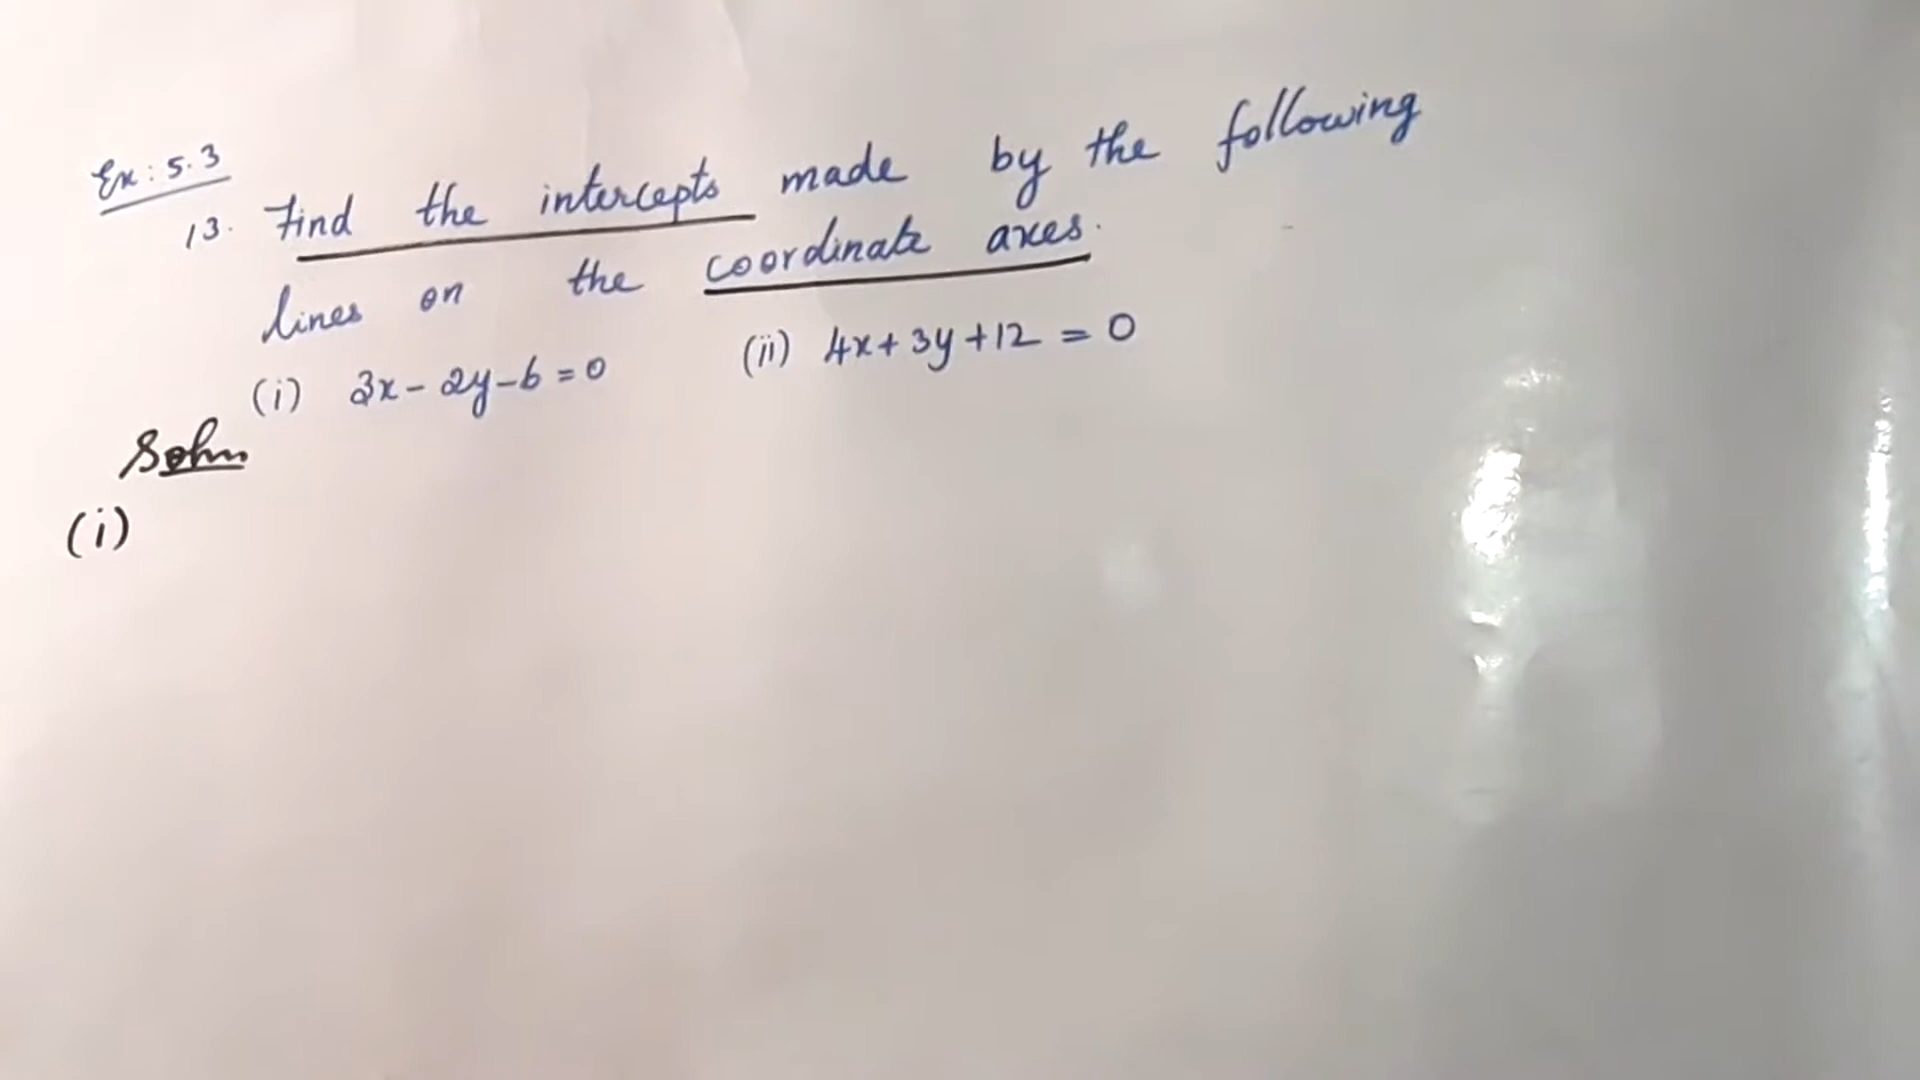 Ex: 5.3
13. Find the intercepts made by the following
lines on the coordinate axes.
(i) 3x - 2y - 6 = 0 (ii) 4x + 3y + 12 = 0
Soln
(i)